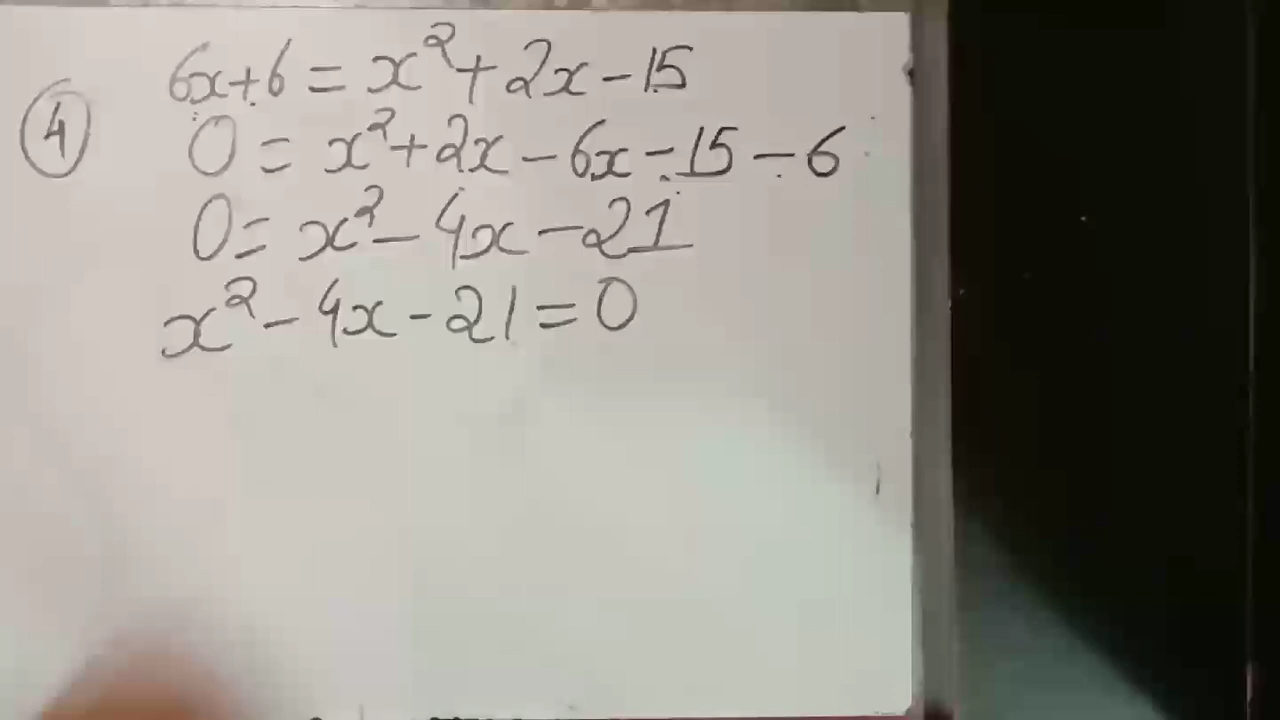 ④ 6x+6 = x²+2x-15
0 = x²+2x-6x-15-6
0= x²-4x-21
x²-4x-21=0